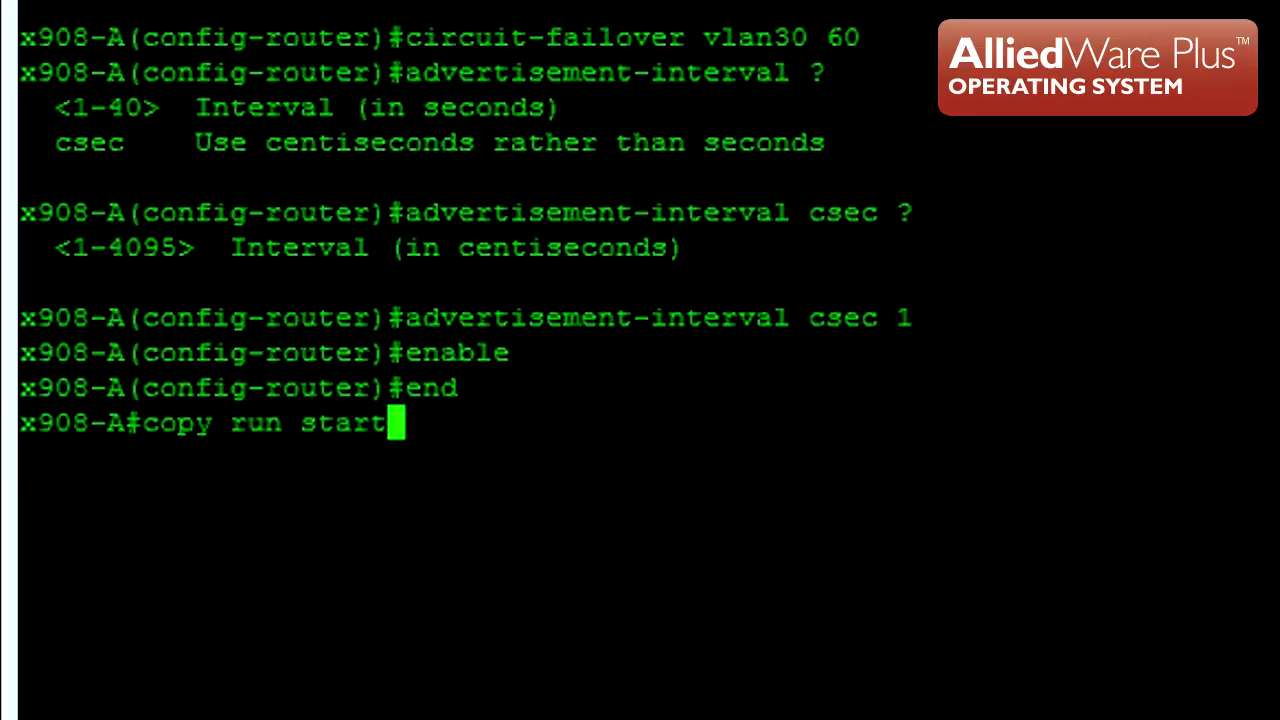 x908-A(config-router)#circuit-failover vlan30 60
x908-A(config-router)#advertisement-interval ?
  <1-40>  Interval (in seconds)
  csec    Use centiseconds rather than seconds
x908-A(config-router)#advertisement-interval csec ?
  <1-4095>  Interval (in centiseconds)
x908-A(config-router)#advertisement-interval csec 1
x908-A(config-router)#enable
x908-A(config-router)#end
x908-A#copy run start
AlliedWare Plus™
OPERATING SYSTEM